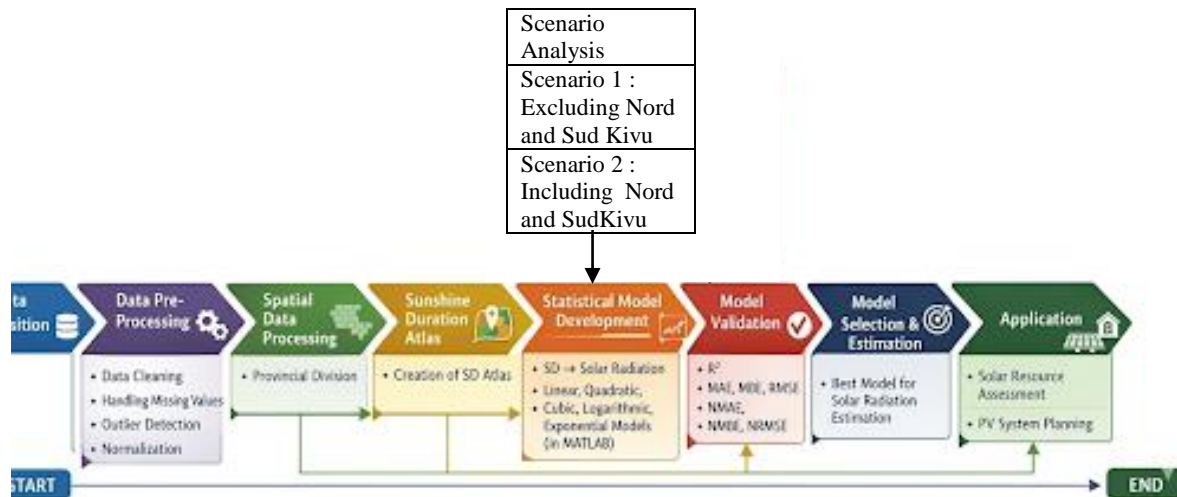 Scenario
Analysis
Scenario 1 :
Excluding Nord
and Sud Kivu
Scenario 2 :
Including Nord
and SudKivu
ta
sition
Data Pre-
Processing
• Data Cleaning
• Handling Missing Values
• Outlier Detection
• Normalization
Spatial
Data
Processing
• Provincial Division
Sunshine
Duration
Atlas
• Creation of SD Atlas
Statistical Model
Development
• SD → Solar Radiation
• Linear, Quadratic,
• Cubic, Logarithmic,
Exponential Models
(in MATLAB)
Model
Validation
• R²
• MAE, MBE, RMSE
• NMAE,
• NMBE, NRMSE
Model
Selection &
Estimation
• Best Model for
Solar Radiation
Estimation
Application
• Solar Resource
Assessment
• PV System Planning
START
END